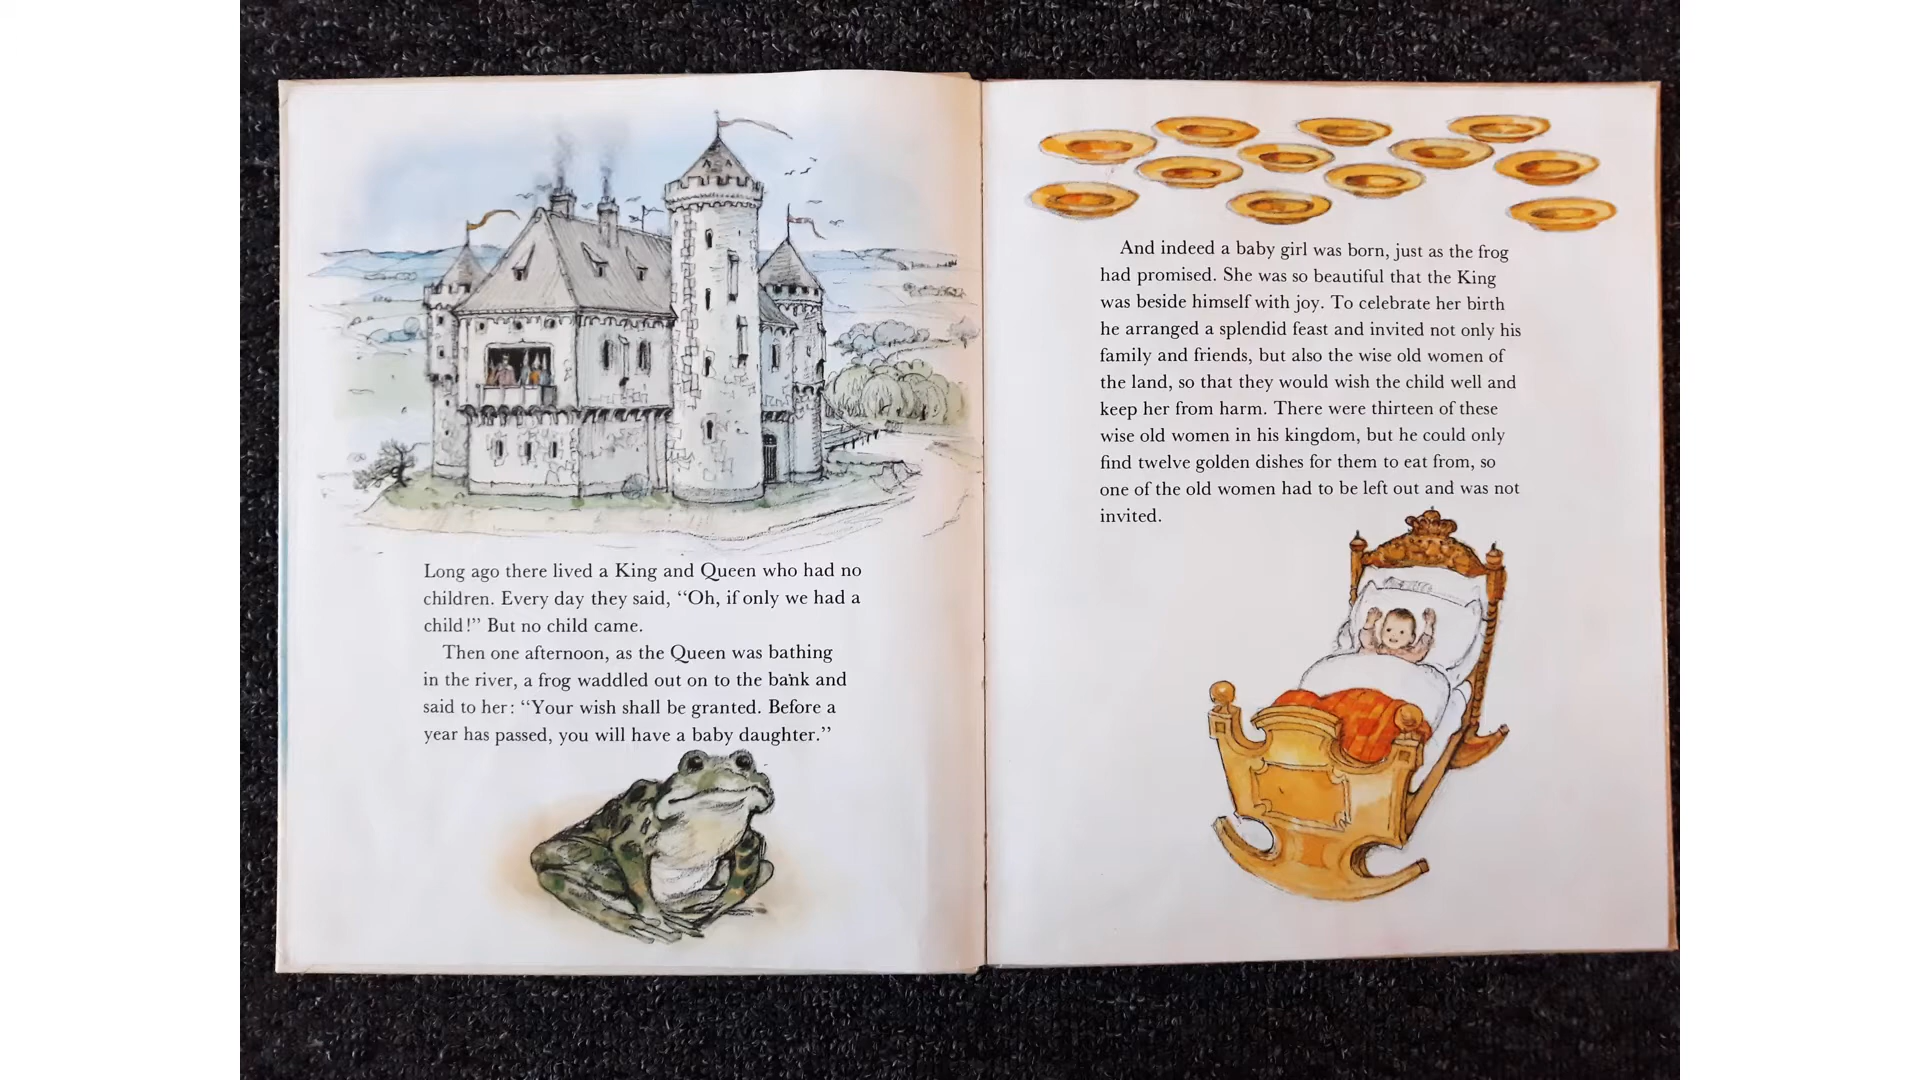 Long ago there lived a King and Queen who had no
children. Every day they said, “Oh, if only we had a
child!” But no child came.
Then one afternoon, as the Queen was bathing
in the river, a frog waddled out on to the bank and
said to her: “Your wish shall be granted. Before a
year has passed, you will have a baby daughter.”
And indeed a baby girl was born, just as the frog
had promised. She was so beautiful that the King
was beside himself with joy. To celebrate her birth
he arranged a splendid feast and invited not only his
family and friends, but also the wise old women of
the land, so that they would wish the child well and
keep her from harm. There were thirteen of these
wise old women in his kingdom, but he could only
find twelve golden dishes for them to eat from, so
one of the old women had to be left out and was not
invited.